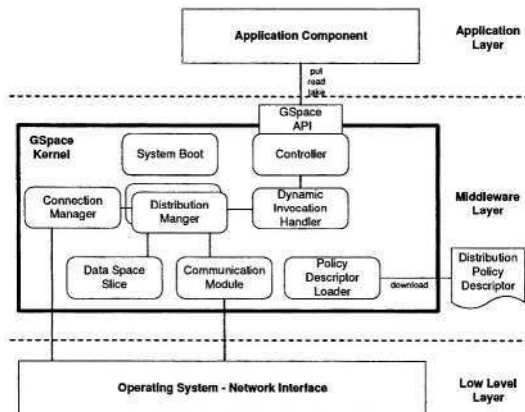 Application Component
Application
Layer
put
read
take
GSpace
API
GSpace
Kernel
System Boot
Controller
Connection
Manager
Distribution
Manger
Dynamic
Invocation
Handler
Middleware
Layer
Data Space
Slice
Communication
Module
Policy
Descriptor
Loader
download
Distribution
Policy
Descriptor
Operating System - Network Interface
Low Level
Layer